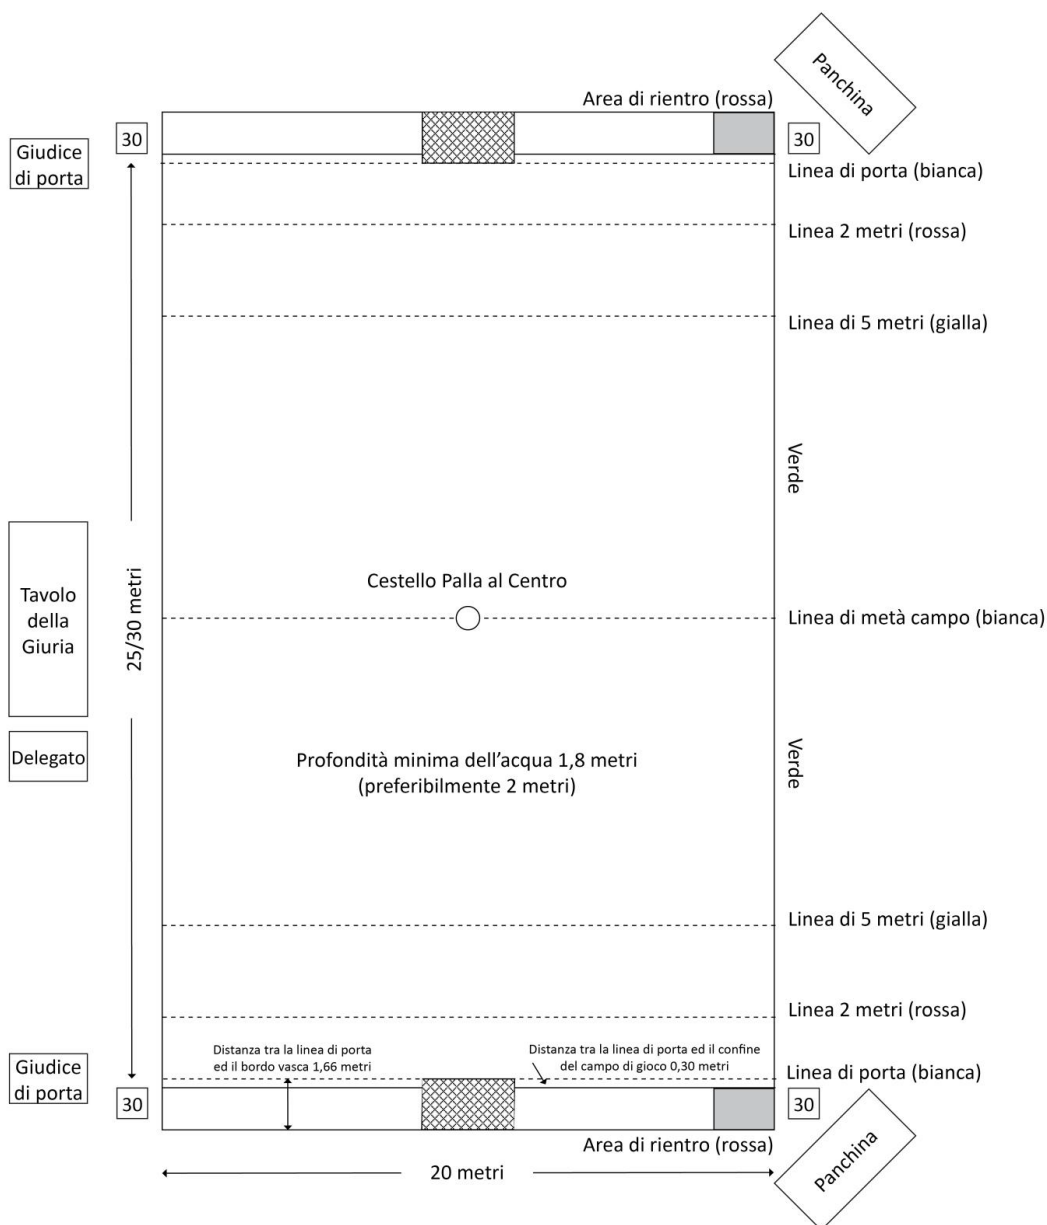 Panchina
Area di rientro (rossa)
30
30
Giudice
di porta
Linea di porta (bianca)
Linea 2 metri (rossa)
Linea di 5 metri (gialla)
Verde
Cestello Palla al Centro
Tavolo
della
Giuria
25/30 metri
Linea di metà campo (bianca)
Delegato
Profondità minima dell'acqua 1,8 metri
(preferibilmente 2 metri)
Verde
Linea di 5 metri (gialla)
Linea 2 metri (rossa)
Distanza tra la linea di porta
ed il bordo vasca 1,66 metri
Distanza tra la linea di porta ed il confine
del campo di gioco 0,30 metri
Giudice
di porta
Linea di porta (bianca)
30
30
Area di rientro (rossa)
Panchina
20 metri